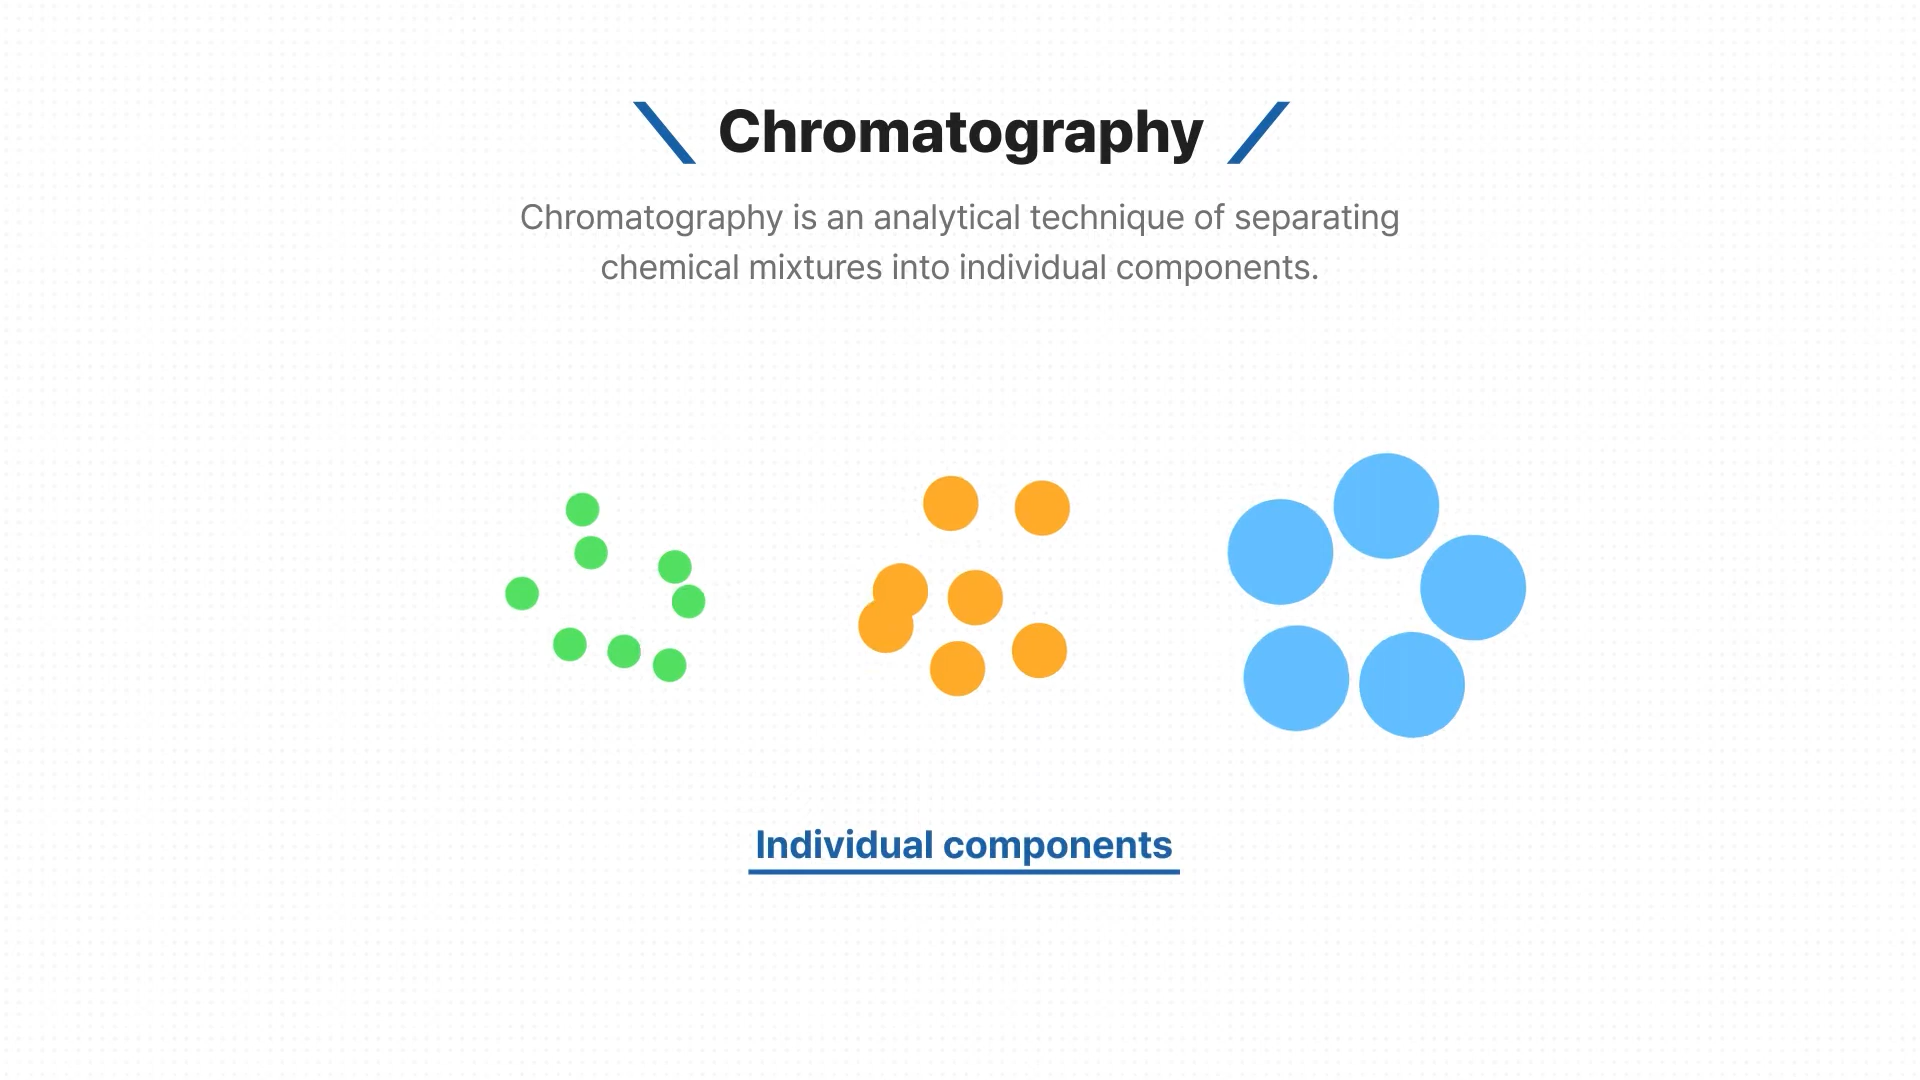 Chromatography
Chromatography is an analytical technique of separating
chemical mixtures into individual components.
Individual components